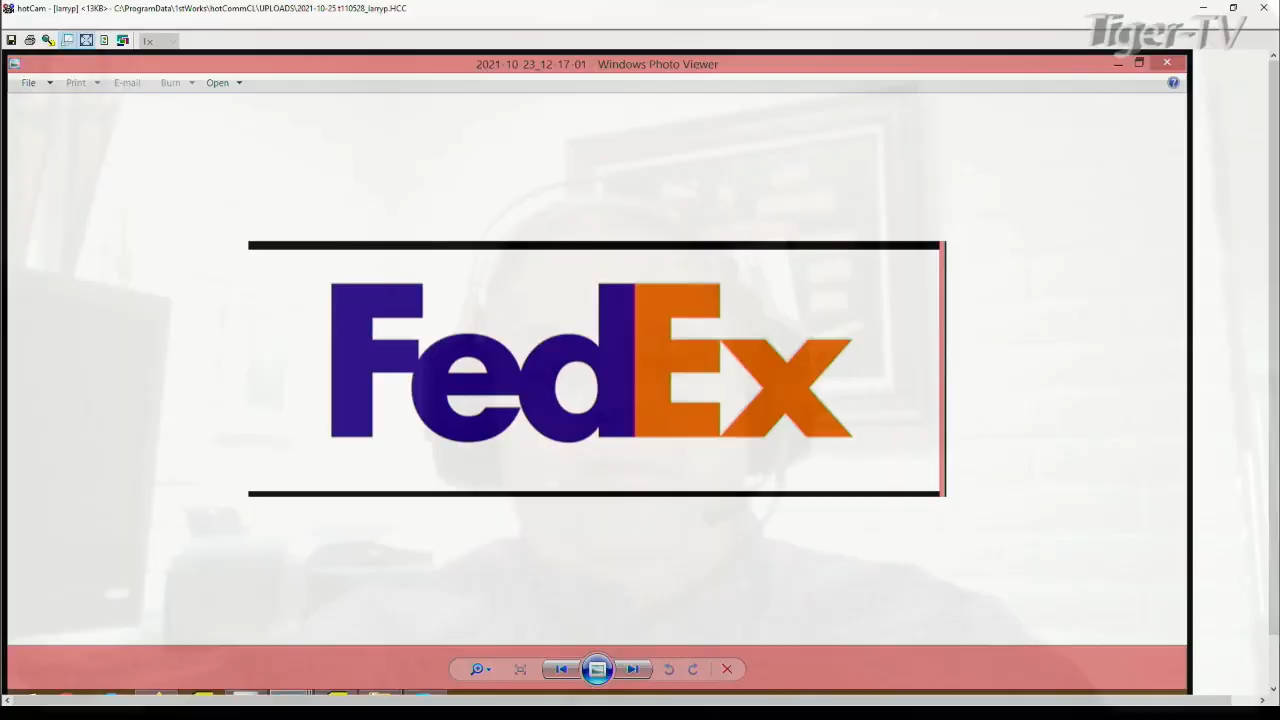 hotCam - [larryp] <13KB> - C:\ProgramData\1stWorks\hotCommCL\UPLOADS\2021-10-25 t110528_larryp.HCC
Tiger-TV
1x
2021-10-23_12-17-01 - Windows Photo Viewer
File Print E-mail Burn Open
FedEx